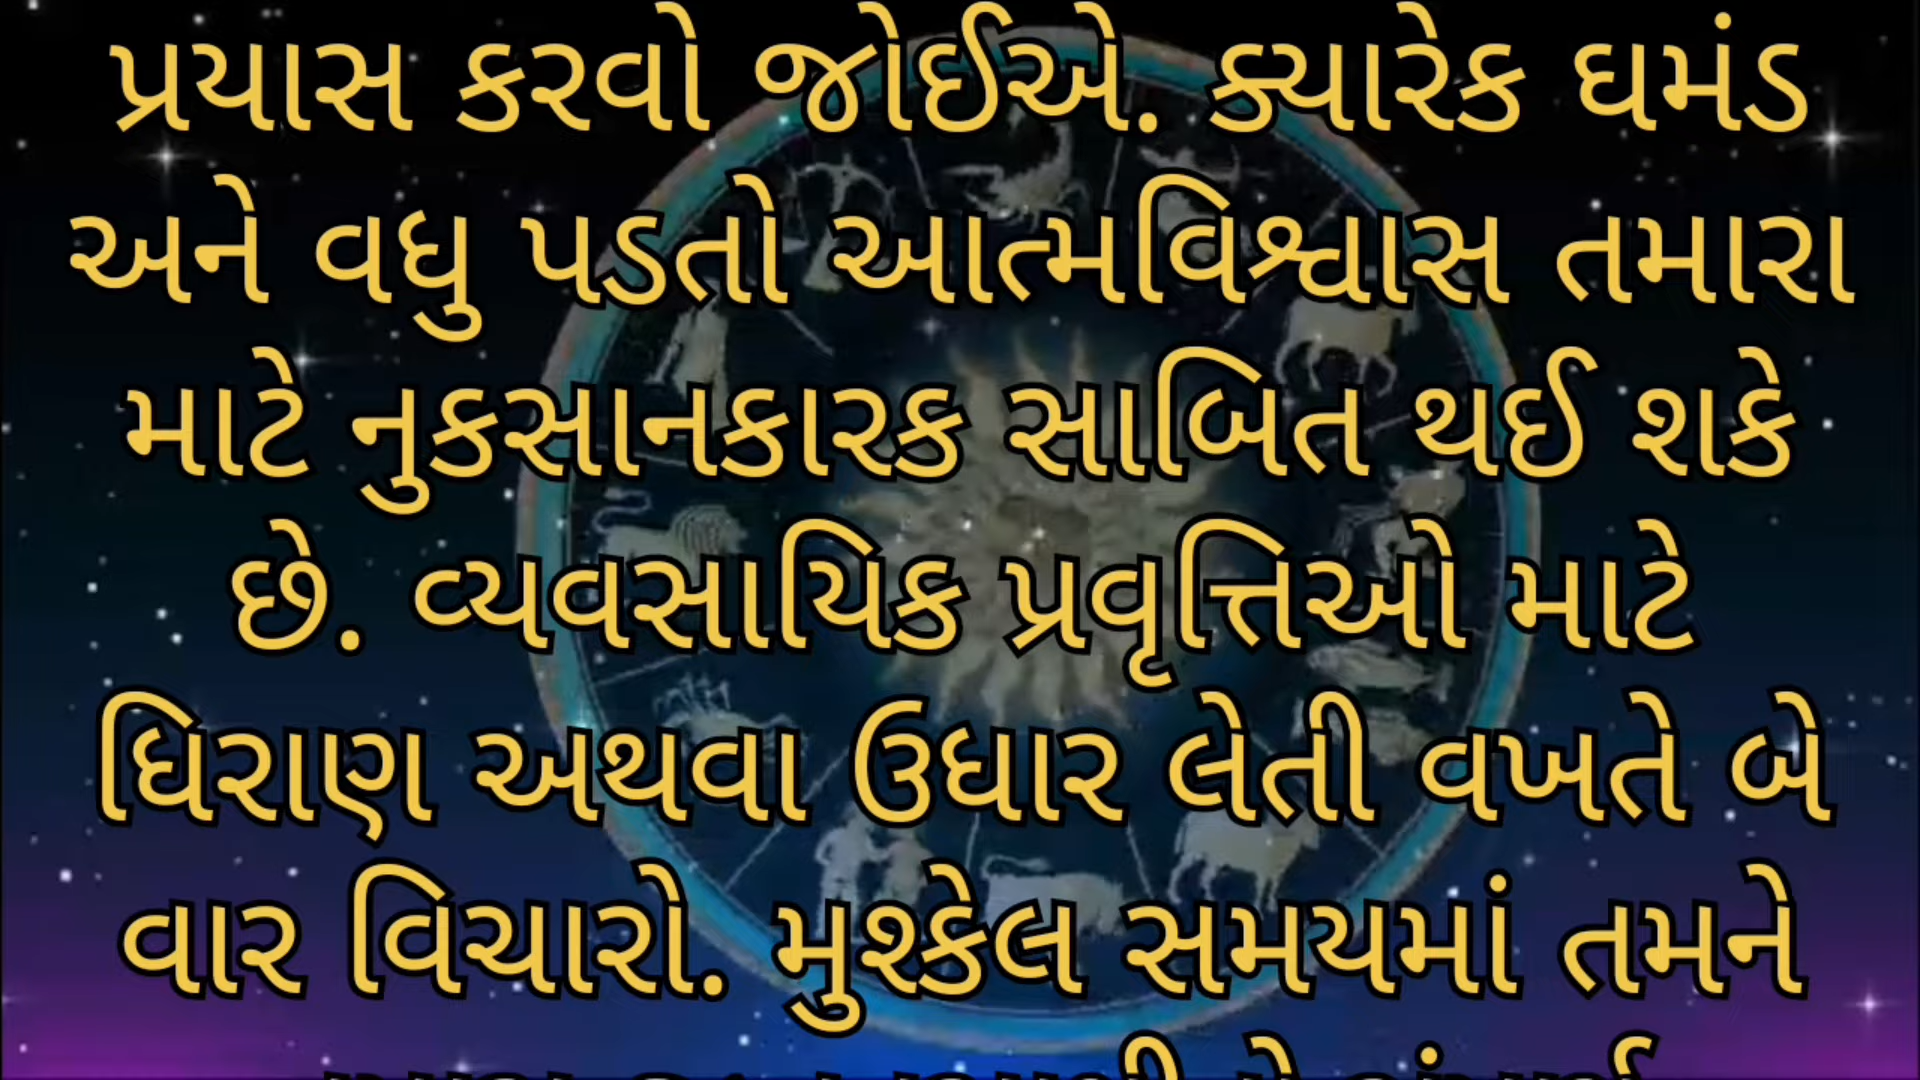 પ્રયાસ કરવો જોઈએ. ક્યારેક ઘમંડ
અને વધુ પડતો આત્મવિશ્વાસ તમારા
માટે નુકસાનકારક સાબિત થઈ શકે
છે. વ્યવસાયિક પ્રવૃત્તિઓ માટે
ધિરાણ અથવા ઉધાર લેતી વખતે બે
વાર વિચારો. મુશ્કેલ સમયમાં તમને